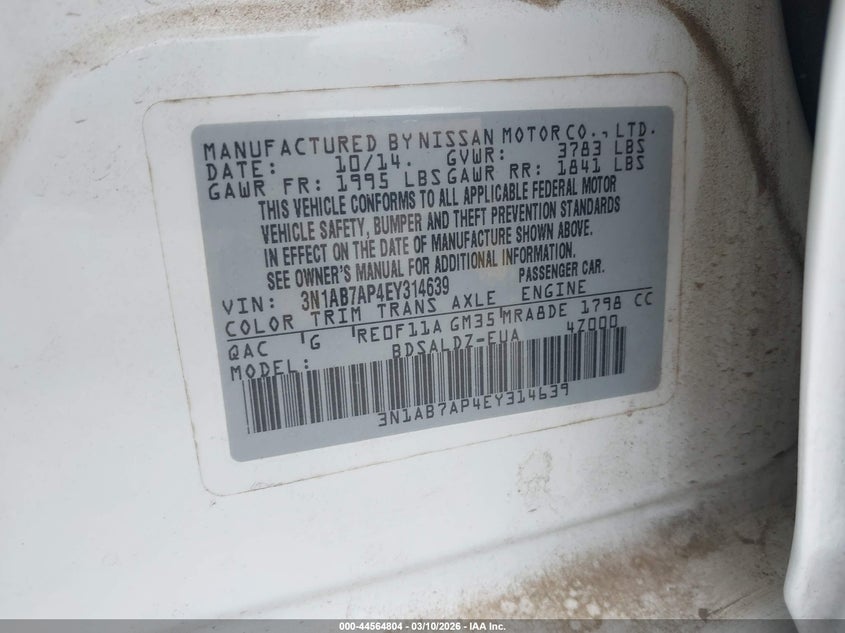 MANUFACTURED BY NISSAN MOTOR CO., LTD.
DATE: 10/14. GVWR: 3783 LBS
GAWR FR: 1995 LBS GAWR RR: 1841 LBS
THIS VEHICLE CONFORMS TO ALL APPLICABLE FEDERAL MOTOR
VEHICLE SAFETY, BUMPER AND THEFT PREVENTION STANDARDS
IN EFFECT ON THE DATE OF MANUFACTURE SHOWN ABOVE.
SEE OWNER'S MANUAL FOR ADDITIONAL INFORMATION.
VIN: 3N1AB7AP4EY314639 PASSENGER CAR.
COLOR TRIM TRANS AXLE ENGINE
QAC G RE0F11A GM35 MRA8DE 1798 CC
MODEL: BDSALDZ-EUA 4Z000
3N1AB7AP4EY314639
000-44564804 — 03/10/2026 — IAA Inc.